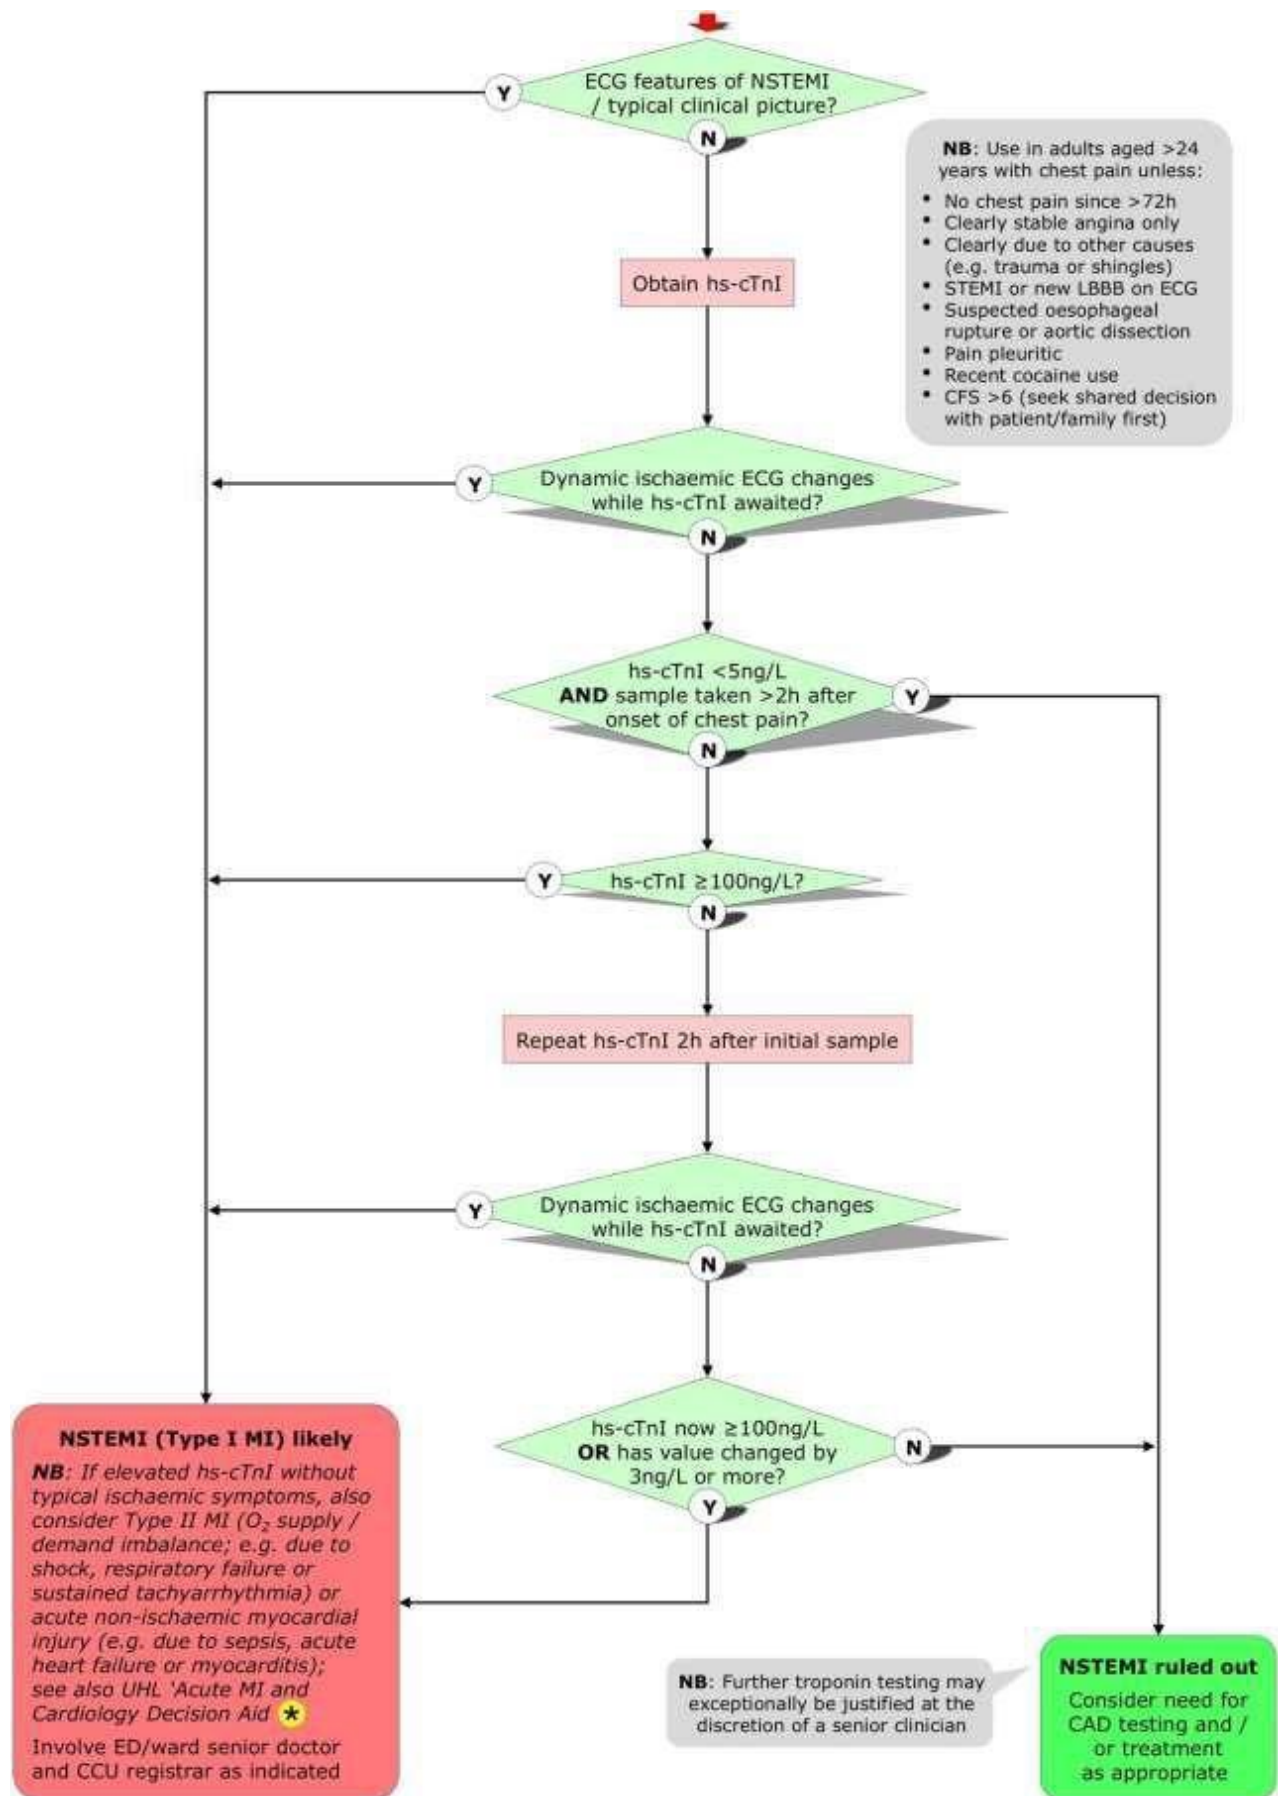 ECG features of NSTEMI
/ typical clinical picture?
Y
N
NB: Use in adults aged >24
years with chest pain unless:
• No chest pain since >72h
• Clearly stable angina only
• Clearly due to other causes
(e.g. trauma or shingles)
• STEMI or new LBBB on ECG
• Suspected oesophageal
rupture or aortic dissection
• Pain pleuritic
• Recent cocaine use
• CFS >6 (seek shared decision
with patient/family first)
Obtain hs-cTnI
Dynamic ischaemic ECG changes
while hs-cTnI awaited?
Y
N
hs-cTnI <5ng/L
AND sample taken >2h after
onset of chest pain?
Y
N
hs-cTnI ≥100ng/L?
Y
N
Repeat hs-cTnI 2h after initial sample
Dynamic ischaemic ECG changes
while hs-cTnI awaited?
Y
N
hs-cTnI now ≥100ng/L
OR has value changed by
3ng/L or more?
N
Y
NSTEMI (Type I MI) likely
NB: If elevated hs-cTnI without
typical ischaemic symptoms, also
consider Type II MI (O₂ supply /
demand imbalance; e.g. due to
shock, respiratory failure or
sustained tachyarrhythmia) or
acute non-ischaemic myocardial
injury (e.g. due to sepsis, acute
heart failure or myocarditis);
see also UHL 'Acute MI and
Cardiology Decision Aid *
Involve ED/ward senior doctor
and CCU registrar as indicated
NB: Further troponin testing may
exceptionally be justified at the
discretion of a senior clinician
NSTEMI ruled out
Consider need for
CAD testing and /
or treatment
as appropriate